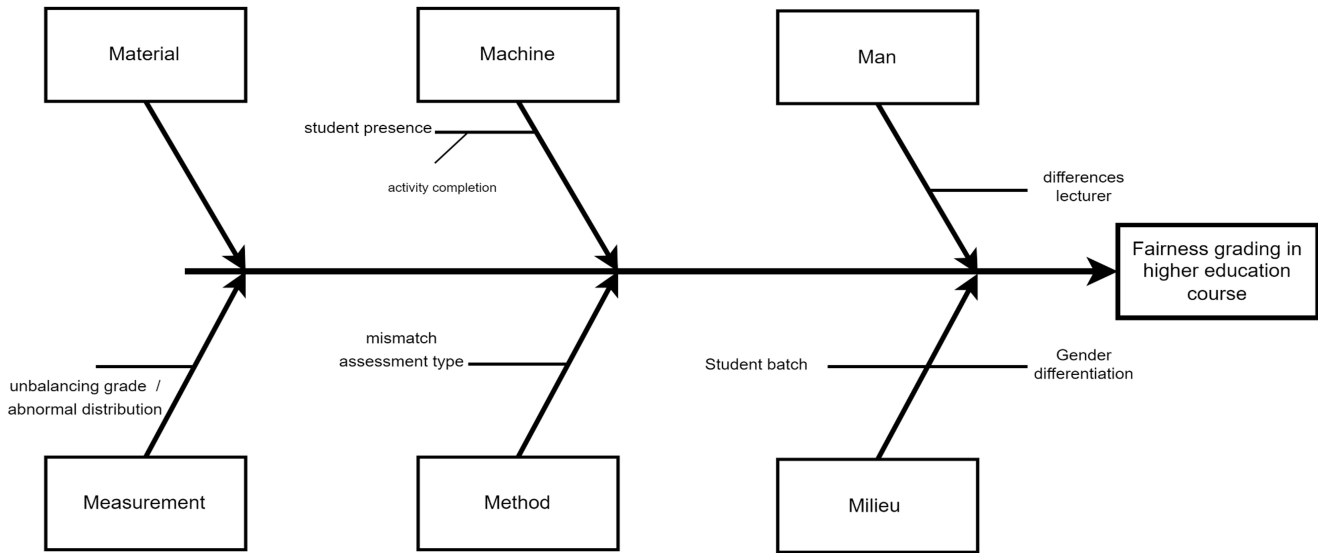 Material
Machine
Man
student presence
activity completion
differences
lecturer
Fairness grading in
higher education
course
mismatch
assessment type
Student batch
Gender
differentiation
unbalancing grade /
abnormal distribution
Measurement
Method
Milieu